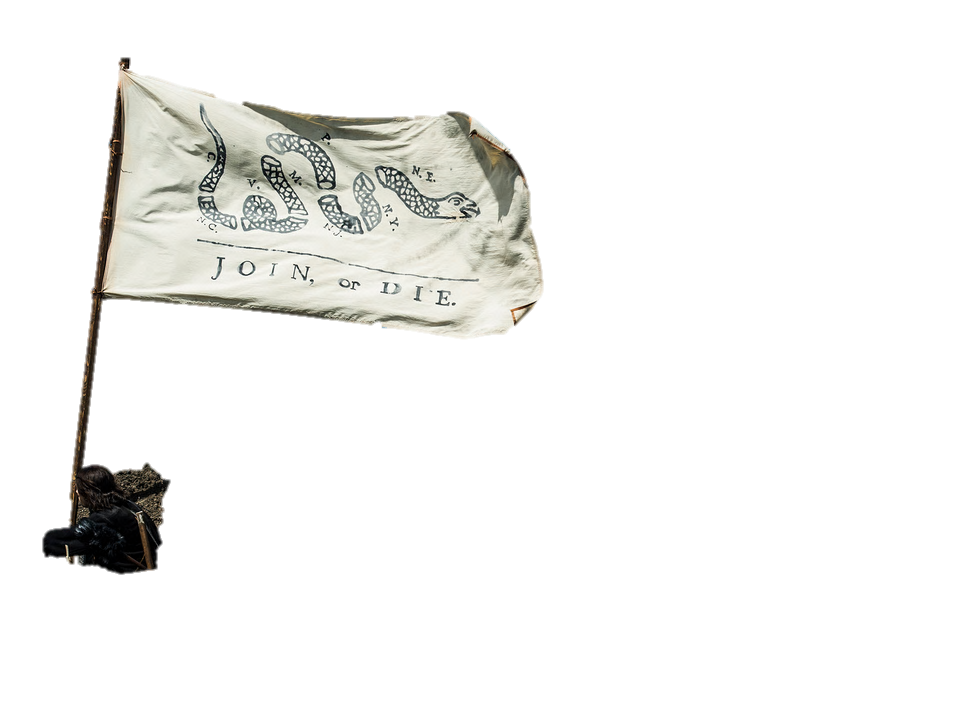 P.
C.
N.E.
M.
V.
N.Y.
N.C.
N.J.
JOIN, or DIE.